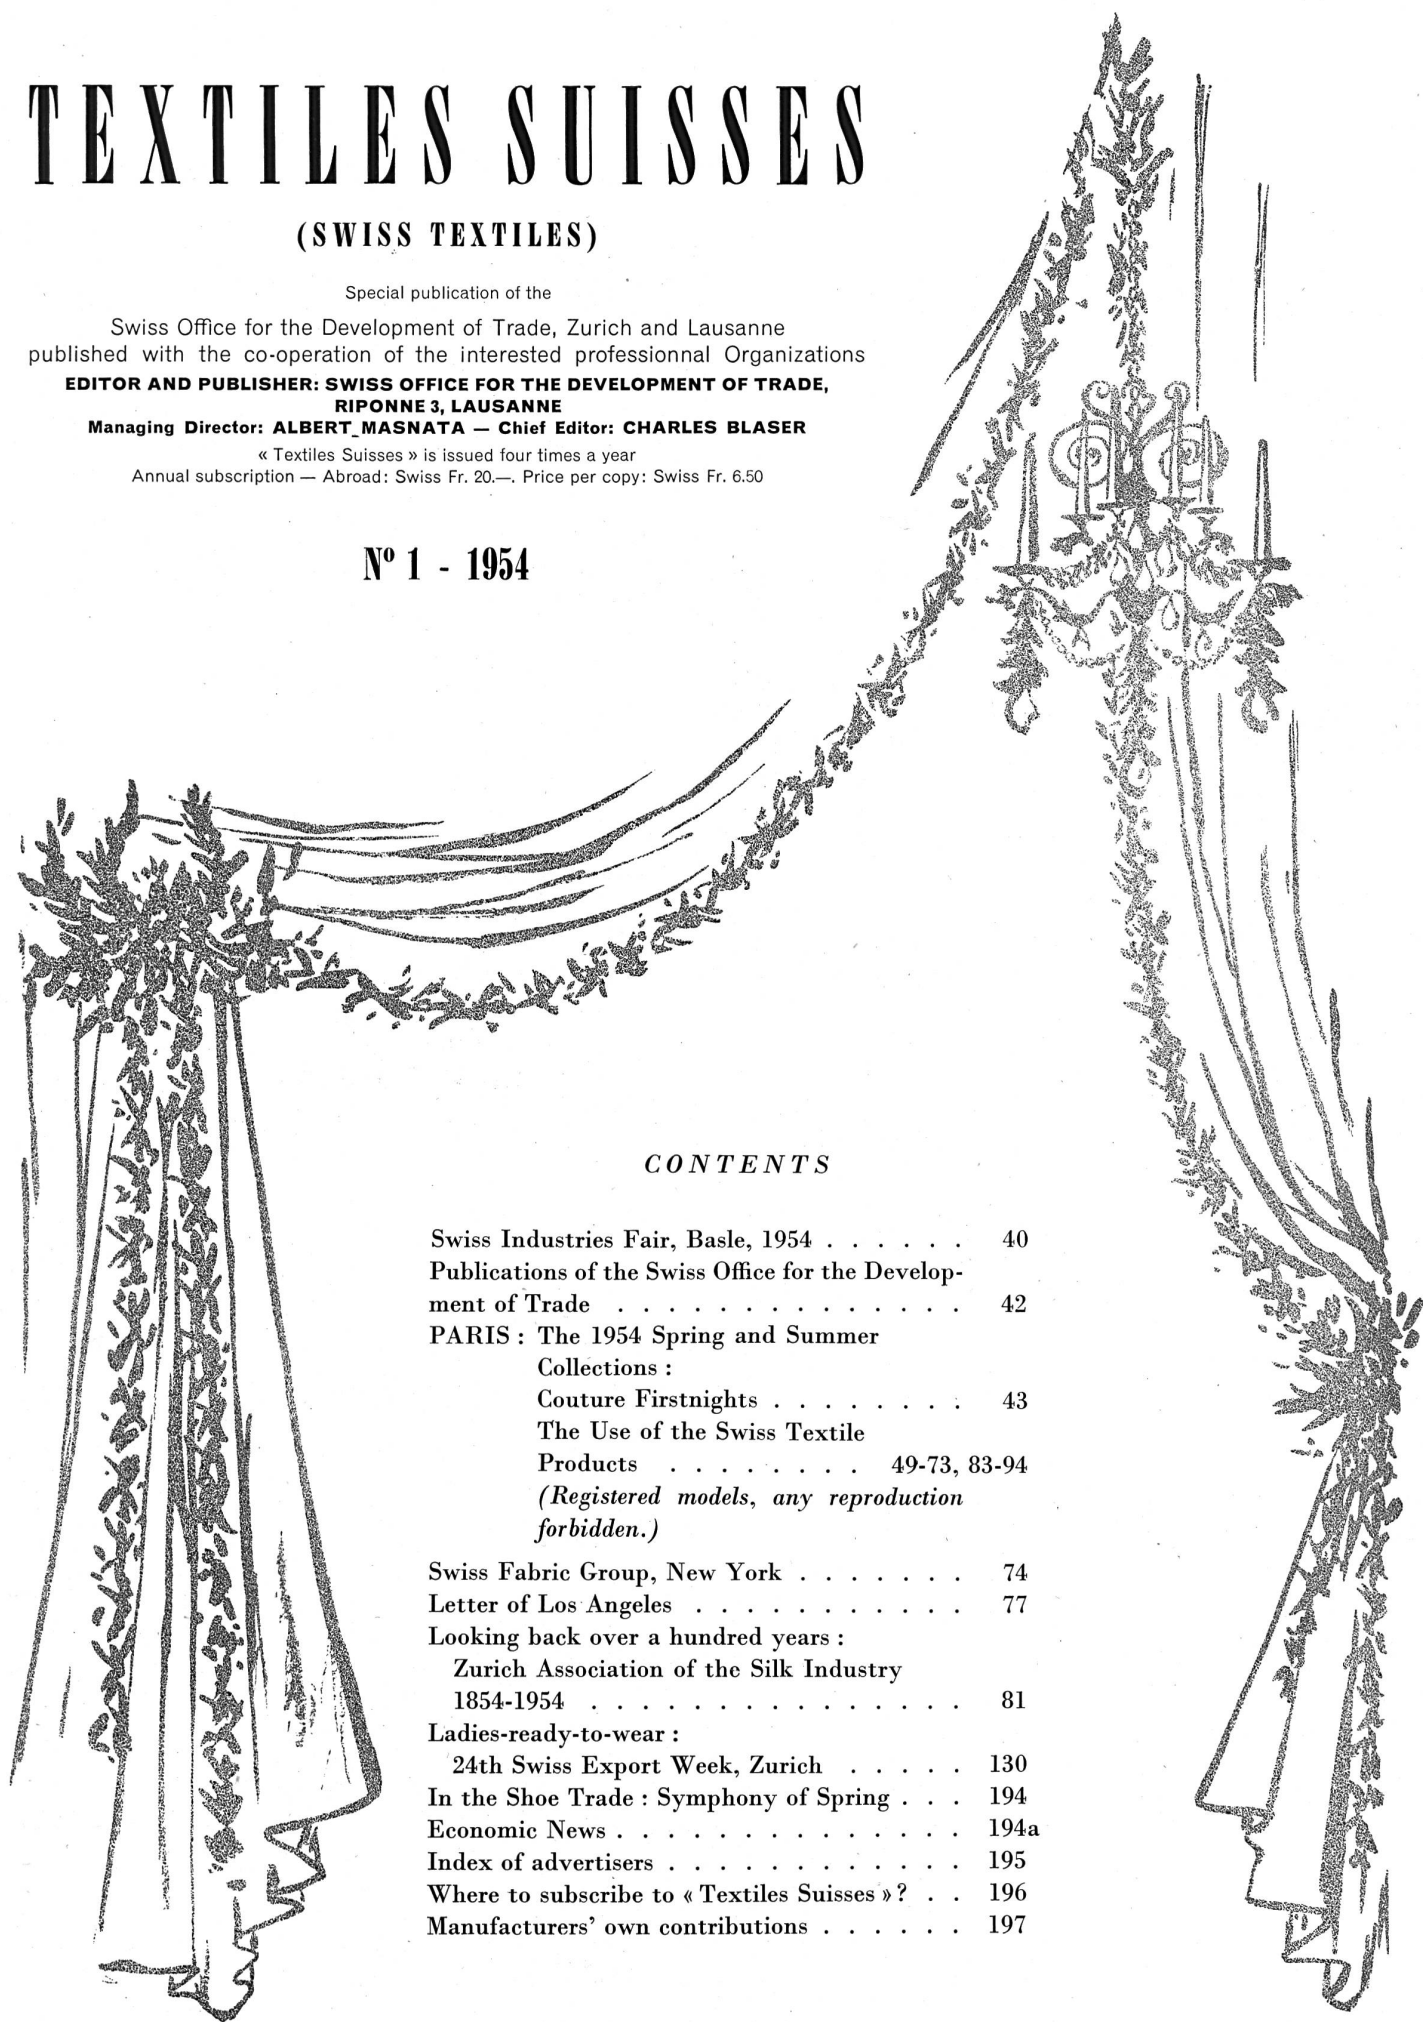 TEXTILES SUISSES
(SWISS TEXTILES)
Special publication of the
Swiss Office for the Development of Trade, Zurich and Lausanne
published with the co-operation of the interested professionnal Organizations
EDITOR AND PUBLISHER: SWISS OFFICE FOR THE DEVELOPMENT OF TRADE,
RIPONNE 3, LAUSANNE
Managing Director: ALBERT MASNATA — Chief Editor: CHARLES BLASER
« Textiles Suisses » is issued four times a year
Annual subscription — Abroad: Swiss Fr. 20.—. Price per copy: Swiss Fr. 6.50
Nº 1 - 1954
CONTENTS
Swiss Industries Fair, Basle, 1954 . . . . . . 40
Publications of the Swiss Office for the Develop-
ment of Trade . . . . . . . . . . . . . . 42
PARIS : The 1954 Spring and Summer
Collections :
Couture Firstnights . . . . . . . . 43
The Use of the Swiss Textile
Products . . . . . . . . 49-73, 83-94
(Registered models, any reproduction
forbidden.)
Swiss Fabric Group, New York . . . . . . . 74
Letter of Los Angeles . . . . . . . . . . . 77
Looking back over a hundred years :
Zurich Association of the Silk Industry
1854-1954 . . . . . . . . . . . . . . . 81
Ladies-ready-to-wear :
24th Swiss Export Week, Zurich . . . . . 130
In the Shoe Trade : Symphony of Spring . . . 194
Economic News . . . . . . . . . . . . . . 194a
Index of advertisers . . . . . . . . . . . . 195
Where to subscribe to « Textiles Suisses » ? . . 196
Manufacturers' own contributions . . . . . . 197